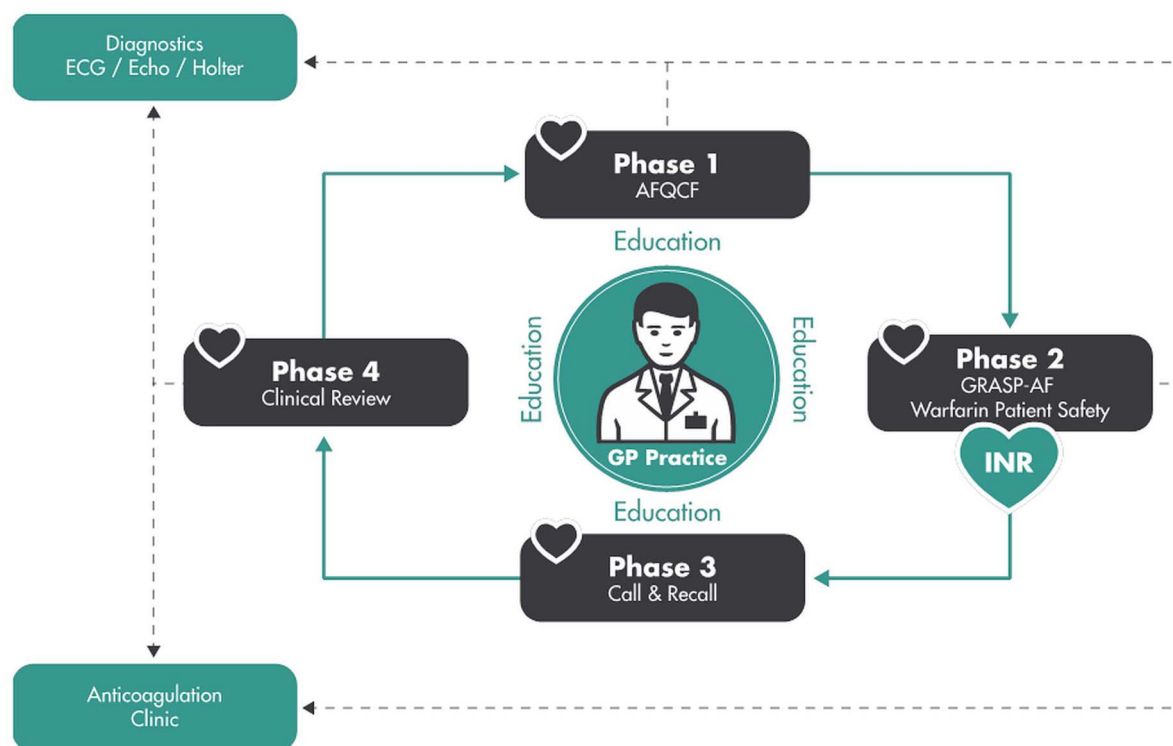 Diagnostics
ECG / Echo / Holter
Phase 1
AFQCF
Education
Education
Education
Phase 4
Clinical Review
Phase 2
GRASP-AF
Warfarin Patient Safety
INR
GP Practice
Education
Phase 3
Call & Recall
Anticoagulation
Clinic